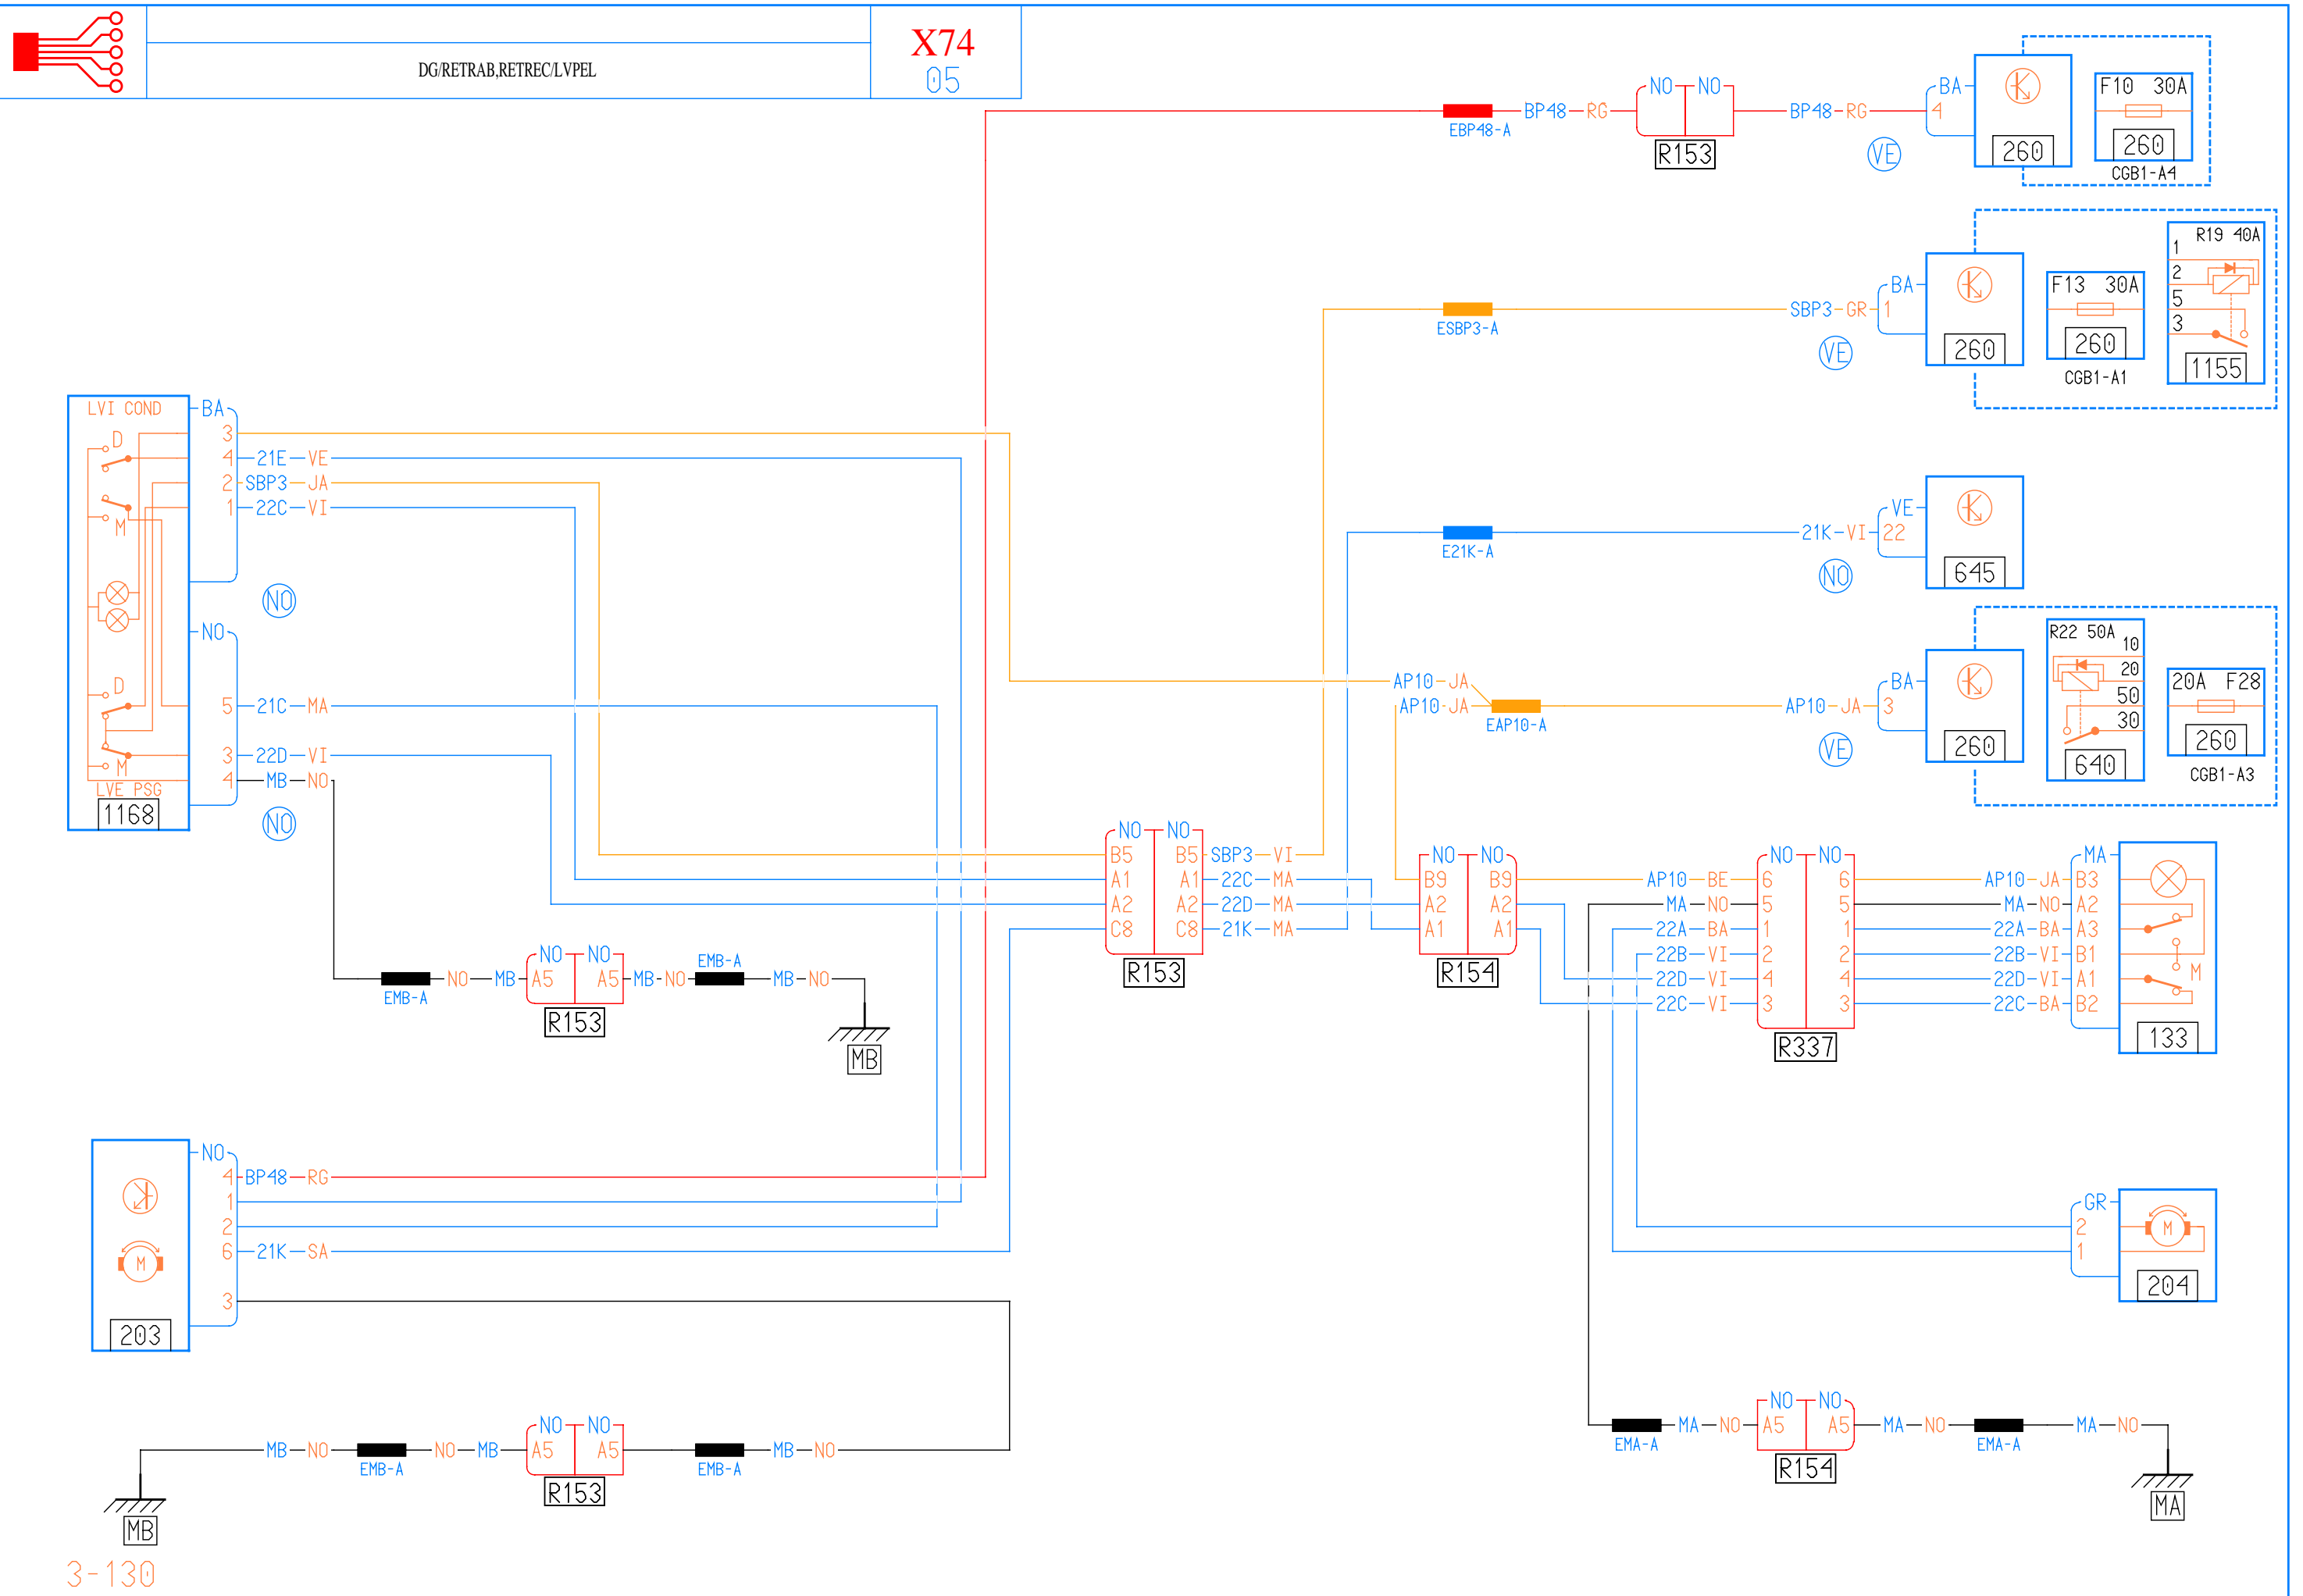 DG/RETRAB,RETREC/LVPEL
X74
05
BP48 RG NO NO BP48 RG BA
4
EBP48-A
R153
VE
260
F10 30A
260
CGB1-A4
R19 40A
1
2
5
3
1155
SBP3 GR BA
1
ESBP3-A
VE
260
F13 30A
260
CGB1-A1
LVI COND
BA
D
3
4 21E VE
2 SBP3 JA
1 22C VI
M
NO
E21K-A
21K VI VE
22
NO
645
NO
D
5 21C MA
3 22D VI
4 MB NO
M
LVE PSG
1168
NO
AP10 JA
AP10 JA
EAP10-A
AP10 JA BA
3
VE
260
R22 50A
10
20
50
30
640
20A F28
260
CGB1-A3
NO NO
B5 B5 SBP3 VI
A1 A1 22C MA
A2 A2 22D MA
C8 C8 21K MA
R153
NO NO
B9 B9
A2 A2
A1 A1
R154
NO NO
AP10 BE 6 6 AP10 JA B3
MA NO 5 5 MA NO A2
22A BA 1 1 22A BA A3
22B VI 2 2 22B VI B1
22D VI 4 4 22D VI A1
22C VI 3 3 22C BA B2
R337
MA
M
133
EMB-A
NO MB NO NO
A5 A5 MB NO
EMB-A
MB NO
R153
MB
NO
4 BP48 RG
1
2
6 21K SA
3
M
203
GR
2
1
M
204
MB NO
EMB-A
NO MB
NO NO
A5 A5
EMB-A
MB NO
R153
MB
EMA-A
MA NO
NO NO
A5 A5
MA NO
EMA-A
MA NO
R154
MA
3-130